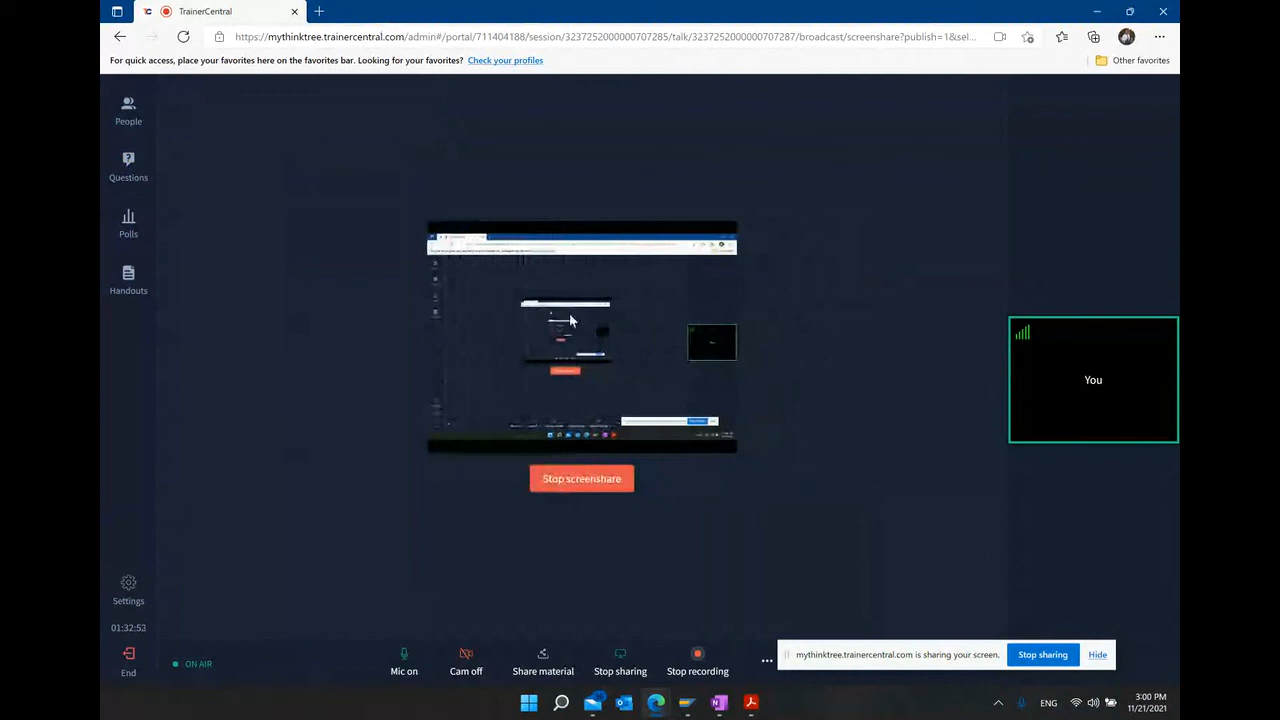 TrainerCentral
https://mythinktree.trainercentral.com/admin#/portal/711404188/session/3237252000000707285/talk/3237252000000707287/broadcast/screenshare?publish=1&sel...
For quick access, place your favorites here on the favorites bar. Looking for your favorites? Check your profiles
Other favorites
People
Questions
Polls
Handouts
You
Stop screenshare
Settings
01:32:53
End
ON AIR
Mic on
Cam off
Share material
Stop sharing
Stop recording
mythinktree.trainercentral.com is sharing your screen.
Stop sharing
Hide
ENG
3:00 PM
11/21/2021